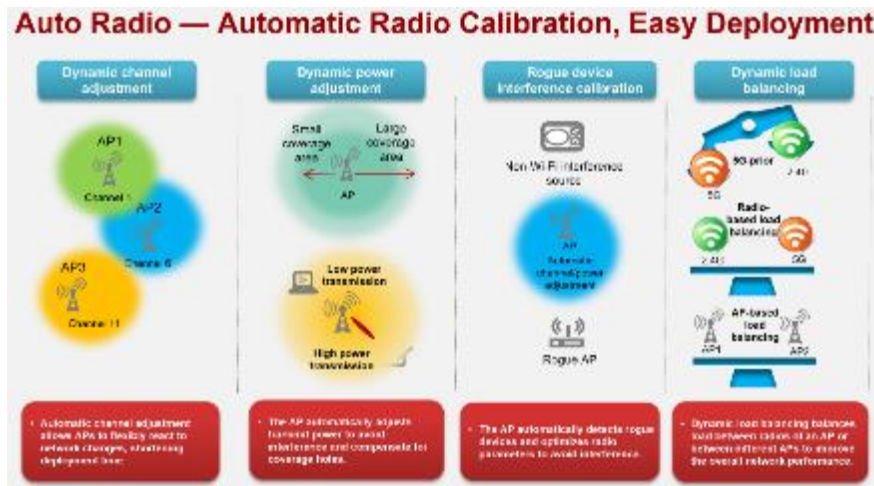 Auto Radio — Automatic Radio Calibration, Easy Deployment
Dynamic channel
adjustment
AP1
Channel 1
AP2
Channel 6
AP3
Channel 11
• Automatic channel adjustment
allows APs to flexibly react to
network changes, shortening
deployment time.
Dynamic power
adjustment
Small
coverage
area
Large
coverage
area
AP
Low power
transmission
High power
transmission
• The AP automatically adjusts
transmit power to avoid
interference and compensate for
coverage holes.
Rogue device
interference calibration
Non-Wi-Fi interference
source
AP
Automatic
channel/power
adjustment
Rogue AP
• The AP automatically detects rogue
devices and optimizes radio
parameters to avoid interference.
Dynamic load
balancing
5G-prior
2.4G
5G
Radio-
based load
balancing
2.4G
5G
AP-based
load
balancing
AP1
AP2
• Dynamic load balancing balances
load between radios of an AP or
between different APs to improve
the overall network performance.